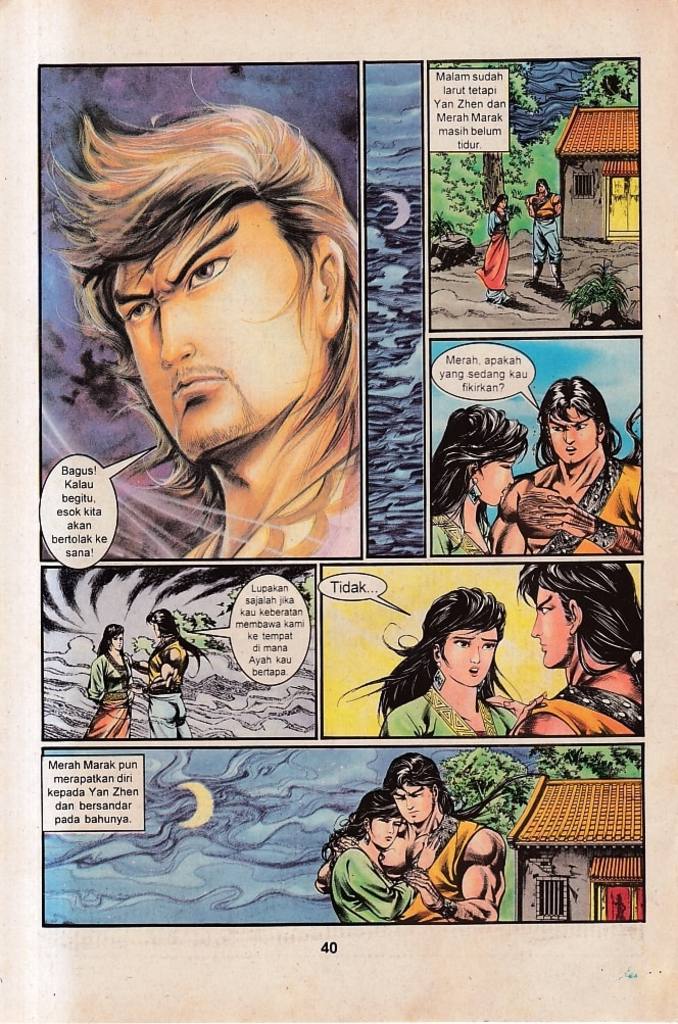 Bagus!
Kalau
begitu,
esok kita
akan
bertolak ke
sana!
Malam sudah
larut tetapi
Yan Zhen dan
Merah Marak
masih belum
tidur.
Merah, apakah
yang sedang kau
fikirkan?
Lupakan
sajalah jika
kau keberatan
membawa kami
ke tempat
di mana
Ayah kau
bertapa.
Tidak...
Merah Marak pun
merapatkan diri
kepada Yan Zhen
dan bersandar
pada bahunya.
40